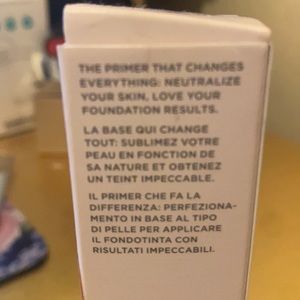 THE PRIMER THAT CHANGES
EVERYTHING: NEUTRALIZE
YOUR SKIN, LOVE YOUR
FOUNDATION RESULTS.
LA BASE QUI CHANGE
TOUT: SUBLIMEZ VOTRE
PEAU EN FONCTION DE
SA NATURE ET OBTENEZ
UN TEINT IMPECCABLE.
IL PRIMER CHE FA LA
DIFFERENZA: PERFEZIONA-
MENTO IN BASE AL TIPO
DI PELLE PER APPLICARE
IL FONDOTINTA CON
RISULTATI IMPECCABILI.